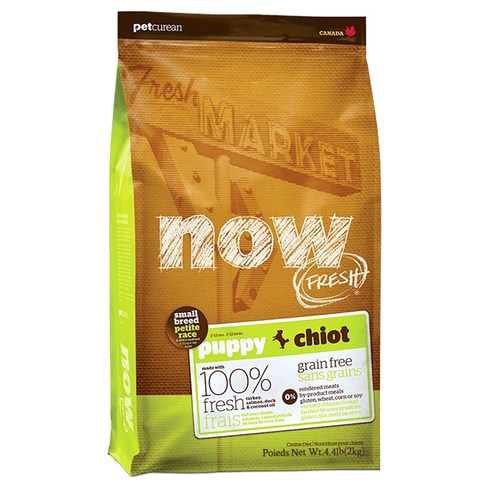 petcurean
CANADA
Fresh
MARKET
now
FRESH
®
small
breed
petite
race
puppy chiot
made with
100%
fresh
frais
turkey,
salmon, duck
& coconut oil
grain free
sans grains
0%
rendered meats
by-product meals
gluten, wheat, corn or soy
Poieds Net Wt.4.4lb(2kg)
now